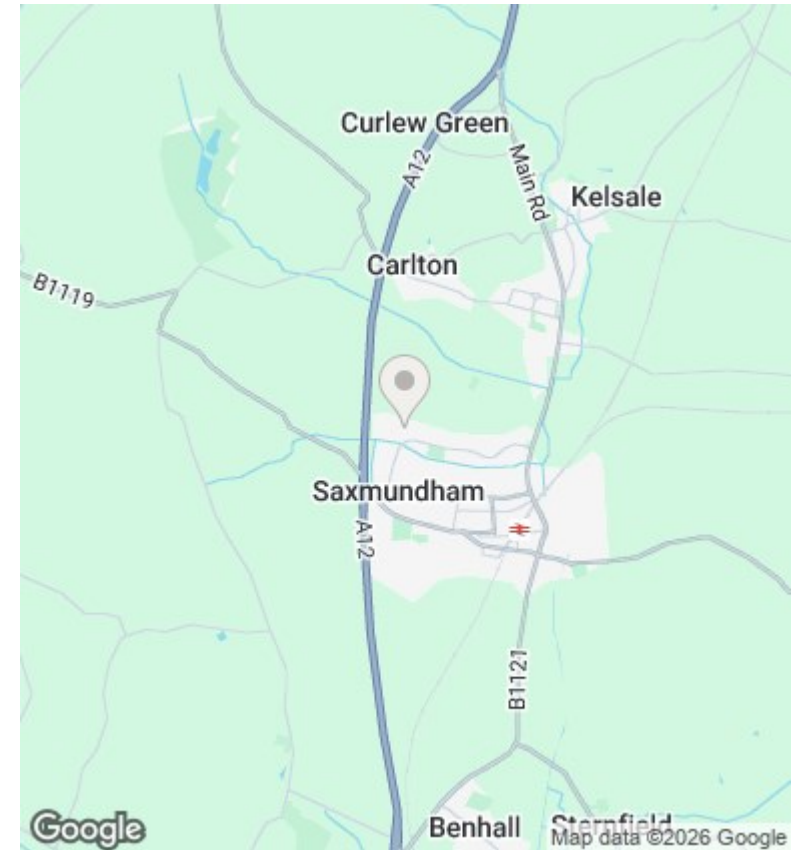 Curlew Green
A12
Main Rd
Kelsale
Carlton
B1119
Saxmundham
A12
B1121
Benhall
Sternfield
Google
Map data ©2026 Google